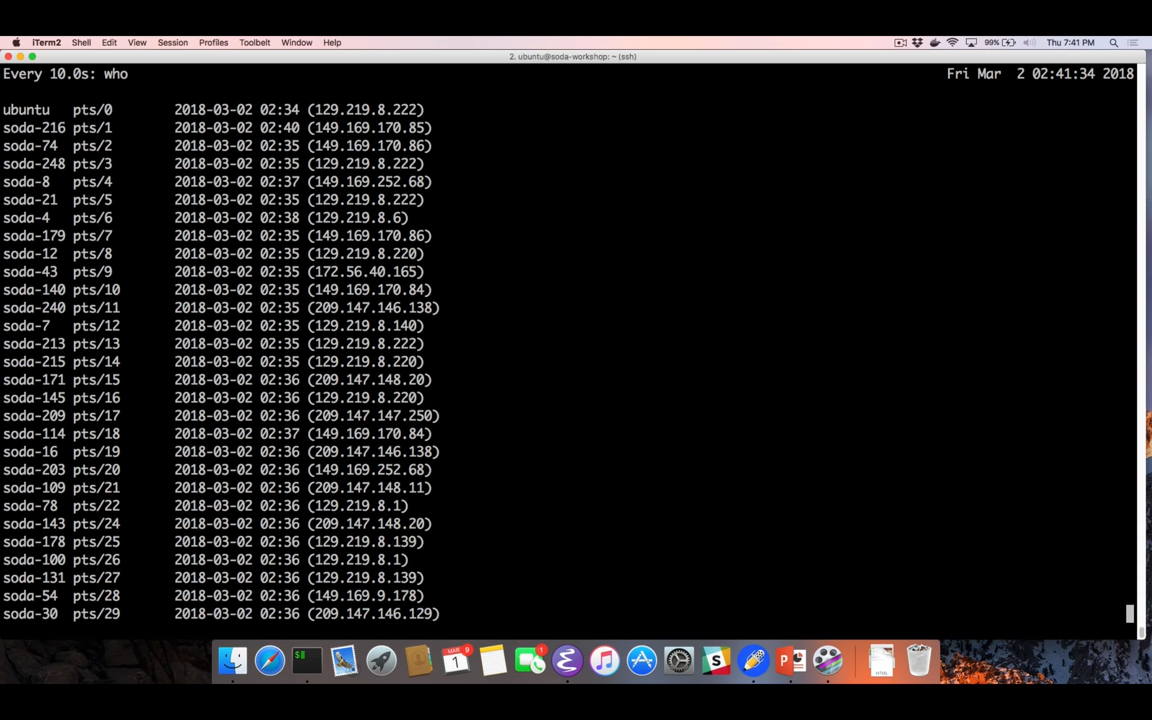 iTerm2 Shell Edit View Session Profiles Toolbelt Window Help 99% Thu 7:41 PM
2. ubuntu@soda-workshop: ~ (ssh)
Every 10.0s: who Fri Mar 2 02:41:34 2018
ubuntu pts/0 2018-03-02 02:34 (129.219.8.222)
soda-216 pts/1 2018-03-02 02:40 (149.169.170.85)
soda-74 pts/2 2018-03-02 02:35 (149.169.170.86)
soda-248 pts/3 2018-03-02 02:35 (129.219.8.222)
soda-8 pts/4 2018-03-02 02:37 (149.169.252.68)
soda-21 pts/5 2018-03-02 02:35 (129.219.8.222)
soda-4 pts/6 2018-03-02 02:38 (129.219.8.6)
soda-179 pts/7 2018-03-02 02:35 (149.169.170.86)
soda-12 pts/8 2018-03-02 02:35 (129.219.8.220)
soda-43 pts/9 2018-03-02 02:35 (172.56.40.165)
soda-140 pts/10 2018-03-02 02:35 (149.169.170.84)
soda-240 pts/11 2018-03-02 02:35 (209.147.146.138)
soda-7 pts/12 2018-03-02 02:35 (129.219.8.140)
soda-213 pts/13 2018-03-02 02:35 (129.219.8.222)
soda-215 pts/14 2018-03-02 02:35 (129.219.8.220)
soda-171 pts/15 2018-03-02 02:36 (209.147.148.20)
soda-145 pts/16 2018-03-02 02:36 (129.219.8.220)
soda-209 pts/17 2018-03-02 02:36 (209.147.147.250)
soda-114 pts/18 2018-03-02 02:37 (149.169.170.84)
soda-16 pts/19 2018-03-02 02:36 (209.147.146.138)
soda-203 pts/20 2018-03-02 02:36 (149.169.252.68)
soda-109 pts/21 2018-03-02 02:36 (209.147.148.11)
soda-78 pts/22 2018-03-02 02:36 (129.219.8.1)
soda-143 pts/24 2018-03-02 02:36 (209.147.148.20)
soda-178 pts/25 2018-03-02 02:36 (129.219.8.139)
soda-100 pts/26 2018-03-02 02:36 (129.219.8.1)
soda-131 pts/27 2018-03-02 02:36 (129.219.8.139)
soda-54 pts/28 2018-03-02 02:36 (149.169.9.178)
soda-30 pts/29 2018-03-02 02:36 (209.147.146.129)
$
MAR 9 1
1
S
P
HTML